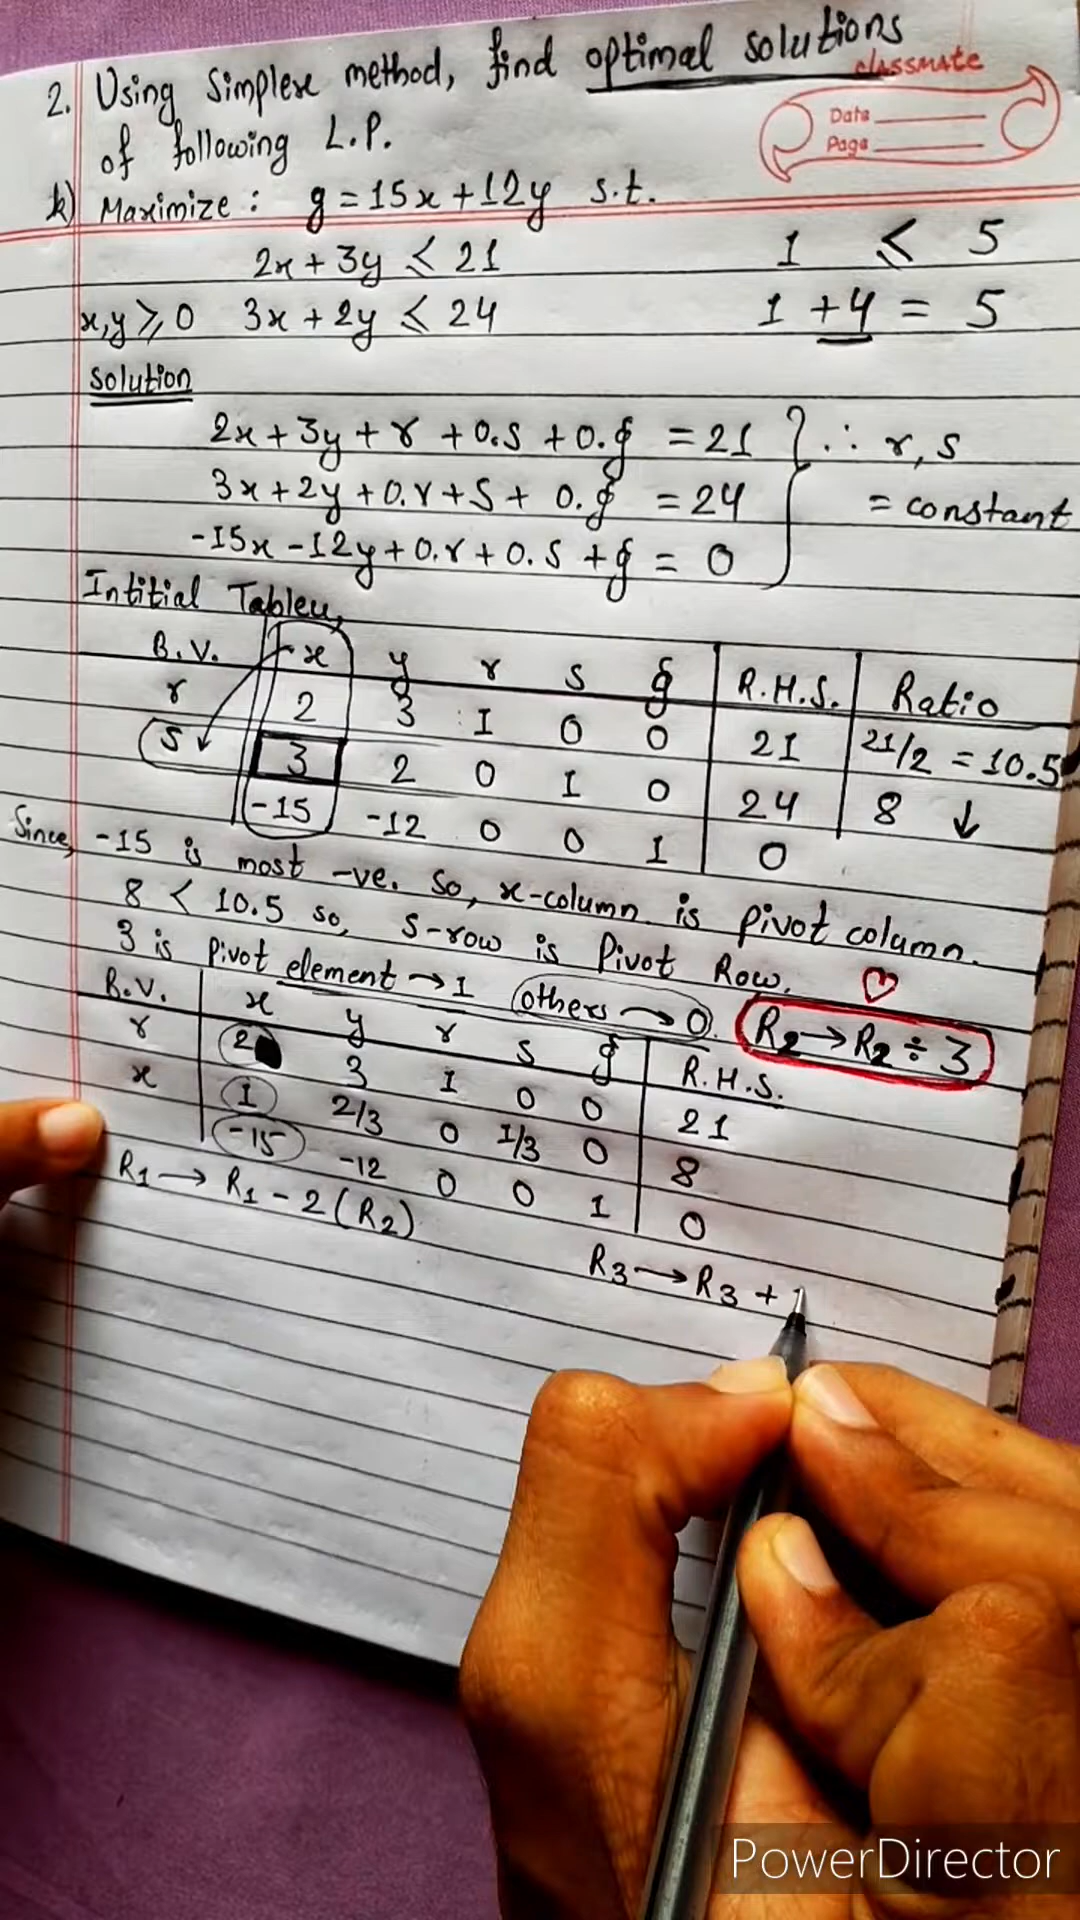 2. Using Simplex method, find optimal solutions
of following L.P.
classmate
Date
Page
k) Maximize: g = 15x + 12y s.t.
2x + 3y ≤ 21
1 ≤ 5
x,y ≥ 0 3x + 2y ≤ 24
1 + 4 = 5
Solution
2x + 3y + r + 0.s + 0.g = 21 } ∴ r, s
3x + 2y + 0.r + s + 0.g = 24 = constant
-15x - 12y + 0.r + 0.s + g = 0
Intitial Tableu,
B.V. x y r s g R.H.S. Ratio
r 2 3 1 0 0 21 21/2 = 10.5
s 3 2 0 1 0 24 8 ↓
-15 -12 0 0 1 0
Since, -15 is most -ve. So, x-column is pivot column.
8 < 10.5 so, s-row is Pivot Row.
3 is Pivot element → 1 others → 0. R2 → R2 ÷ 3
B.V. x y r s g R.H.S.
r 2 3 1 0 0 21
x 1 2/3 0 1/3 0 8
-15 -12 0 0 1 0
R1 → R1 - 2(R2)
R3 → R3 +
PowerDirector